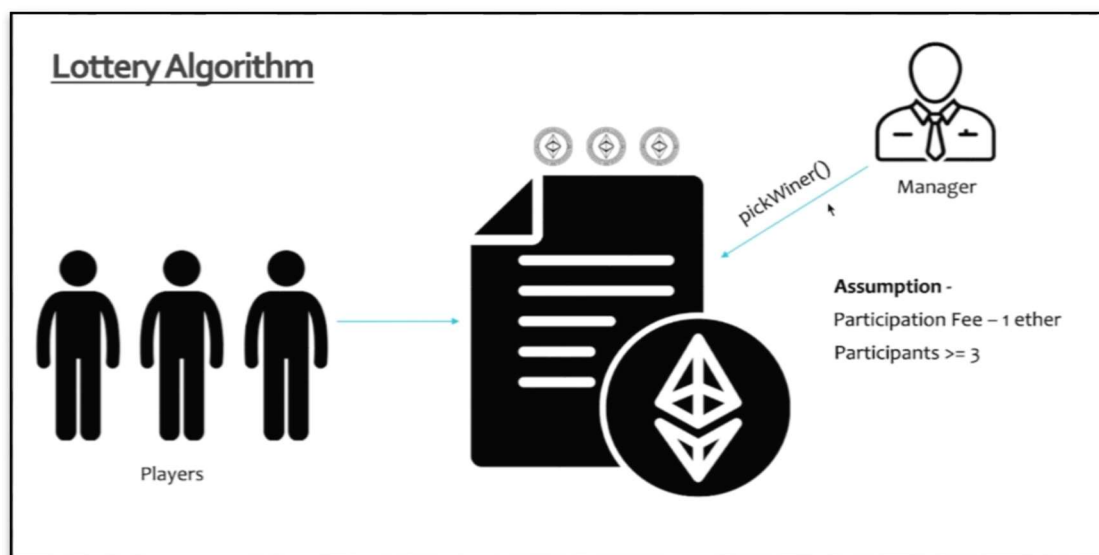 Lottery Algorithm
Manager
pickWiner()
Assumption -
Participation Fee – 1 ether
Participants >= 3
Players